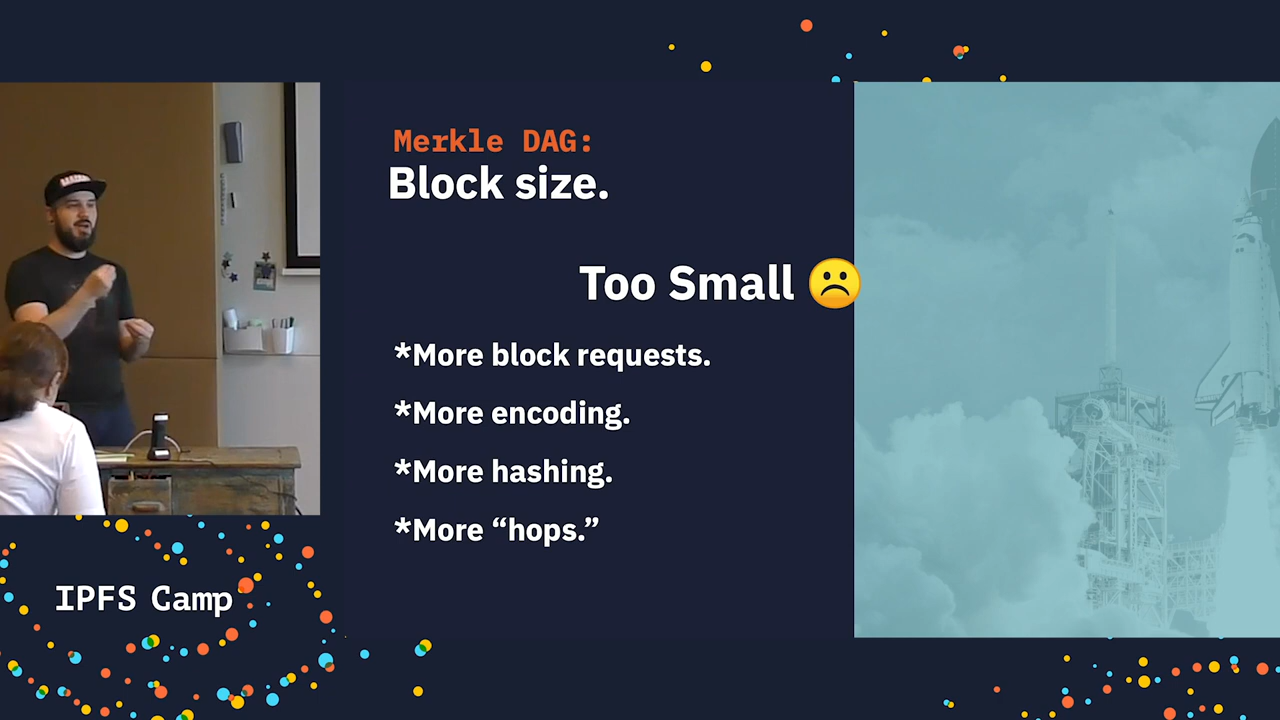 Merkle DAG:
Block size.
Too Small ☹️
*More block requests.
*More encoding.
*More hashing.
*More “hops.”
IPFS Camp